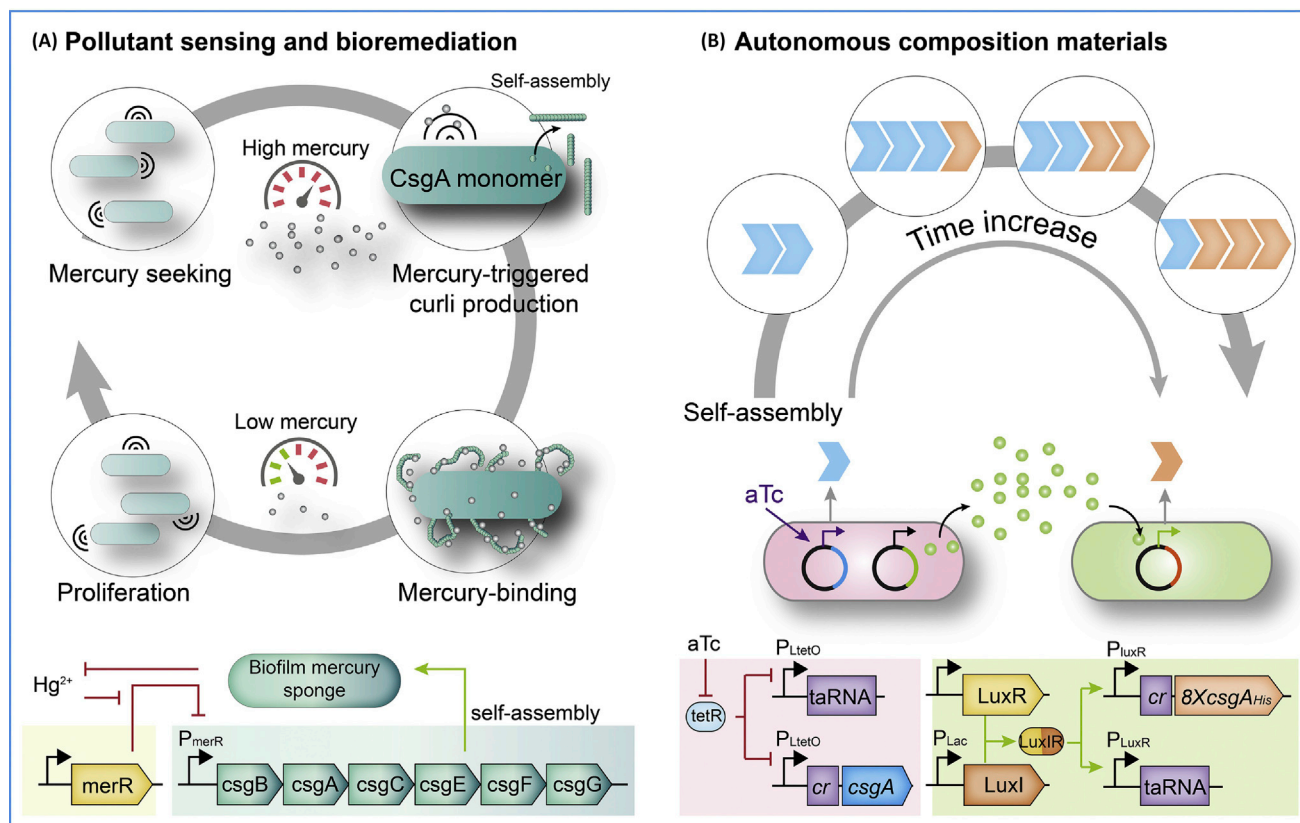 (A) Pollutant sensing and bioremediation
Self-assembly
High mercury
CsgA monomer
Mercury seeking
Mercury-triggered
curli production
Low mercury
Proliferation
Mercury-binding
Hg²⁺
Biofilm mercury
sponge
self-assembly
merR
PmerR
csgB
csgA
csgC
csgE
csgF
csgG
(B) Autonomous composition materials
Time increase
Self-assembly
aTc
aTc
tetR
PLtetO
taRNA
PLtetO
cr
csgA
LuxR
PLac
LuxI
LuxIR
PluxR
cr
8XcsgAHis
PLuxR
taRNA